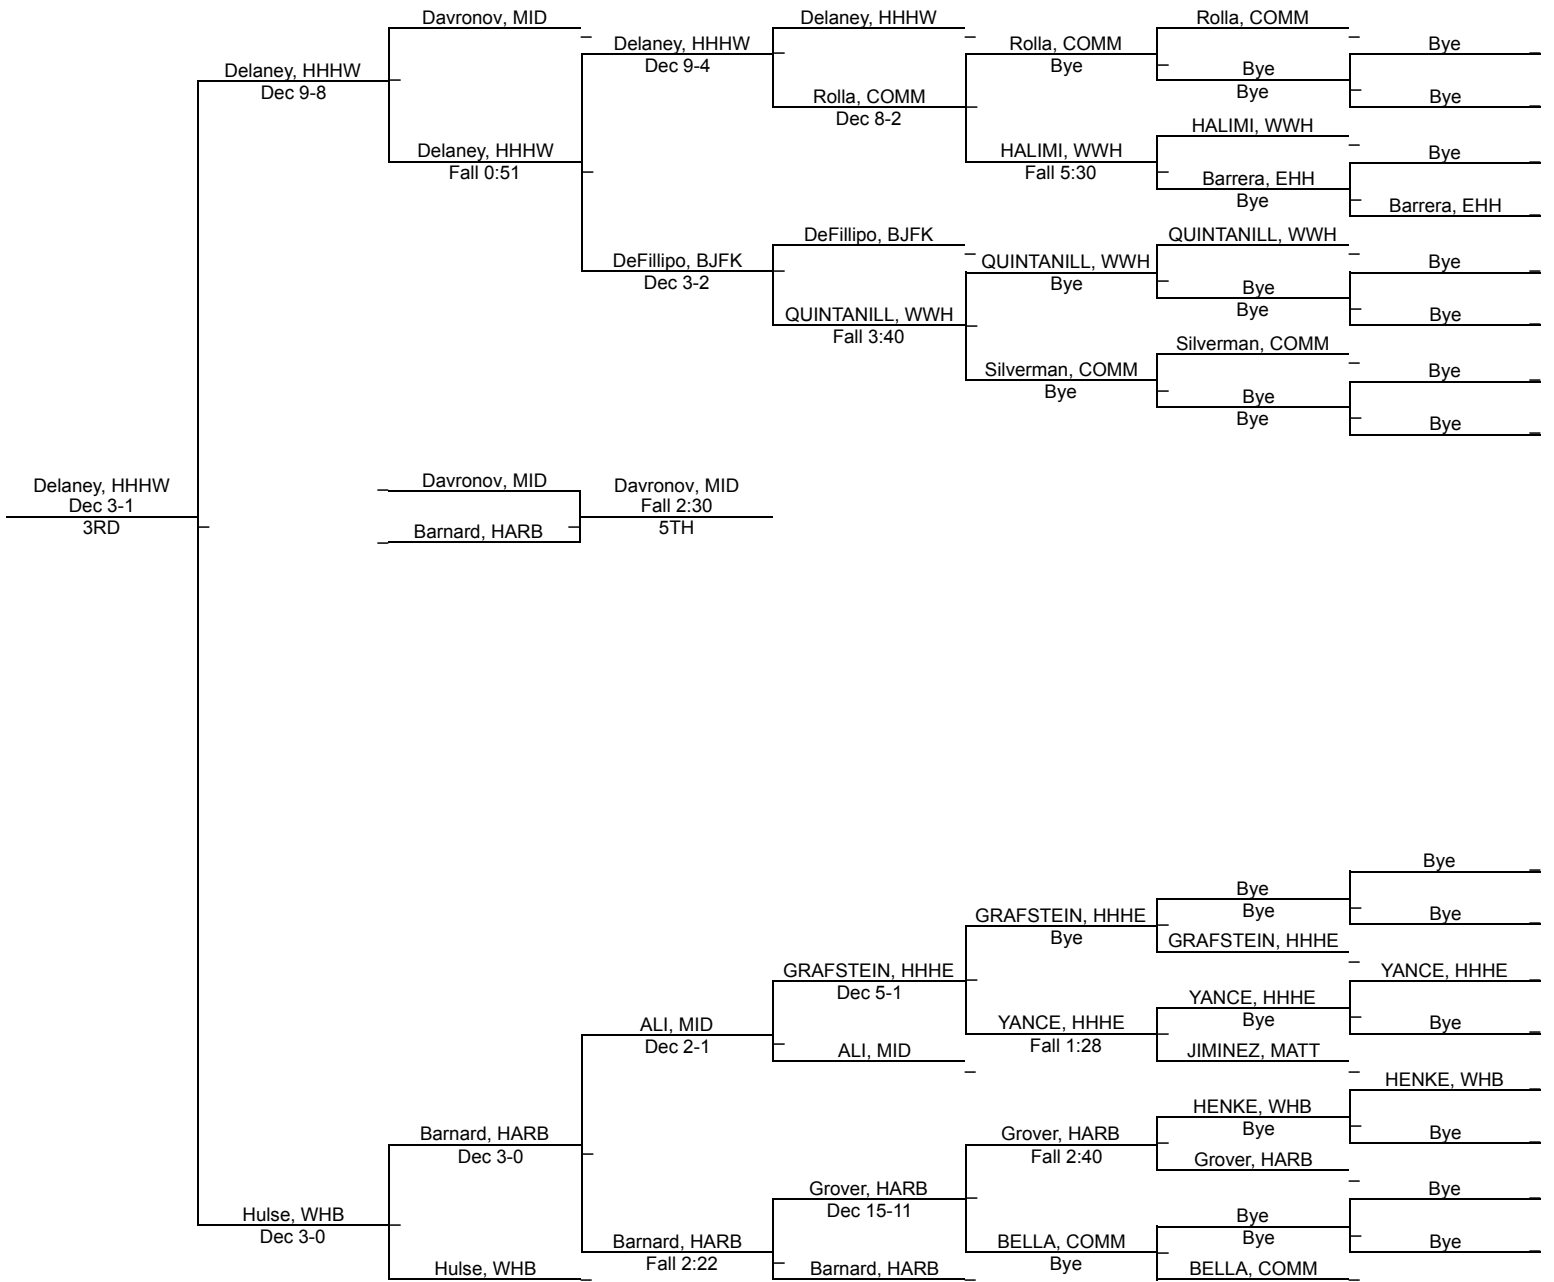 Davronov, MID
Delaney, HHHW
Rolla, COMM
Delaney, HHHW
Dec 9-4
Rolla, COMM
Bye
Bye
Delaney, HHHW
Dec 9-8
Bye
Bye
Rolla, COMM
Dec 8-2
Bye
HALIMI, WWH
Delaney, HHHW
Fall 0:51
HALIMI, WWH
Fall 5:30
Bye
Barrera, EHH
Bye
Barrera, EHH
DeFillipo, BJFK
QUINTANILL, WWH
DeFillipo, BJFK
Dec 3-2
QUINTANILL, WWH
Bye
Bye
Bye
Bye
QUINTANILL, WWH
Fall 3:40
Bye
Silverman, COMM
Silverman, COMM
Bye
Bye
Bye
Bye
Bye
Delaney, HHHW
Dec 3-1
3RD
Davronov, MID
Barnard, HARB
Davronov, MID
Fall 2:30
5TH
Bye
Bye
Bye
GRAFSTEIN, HHHE
Bye
Bye
GRAFSTEIN, HHHE
GRAFSTEIN, HHHE
Dec 5-1
YANCE, HHHE
YANCE, HHHE
Bye
ALI, MID
Dec 2-1
YANCE, HHHE
Fall 1:28
Bye
ALI, MID
JIMINEZ, MATT
HENKE, WHB
HENKE, WHB
Bye
Barnard, HARB
Dec 3-0
Grover, HARB
Fall 2:40
Bye
Grover, HARB
Grover, HARB
Dec 15-11
Bye
Hulse, WHB
Dec 3-0
Bye
Bye
Barnard, HARB
Fall 2:22
BELLA, COMM
Bye
Bye
Hulse, WHB
Barnard, HARB
BELLA, COMM